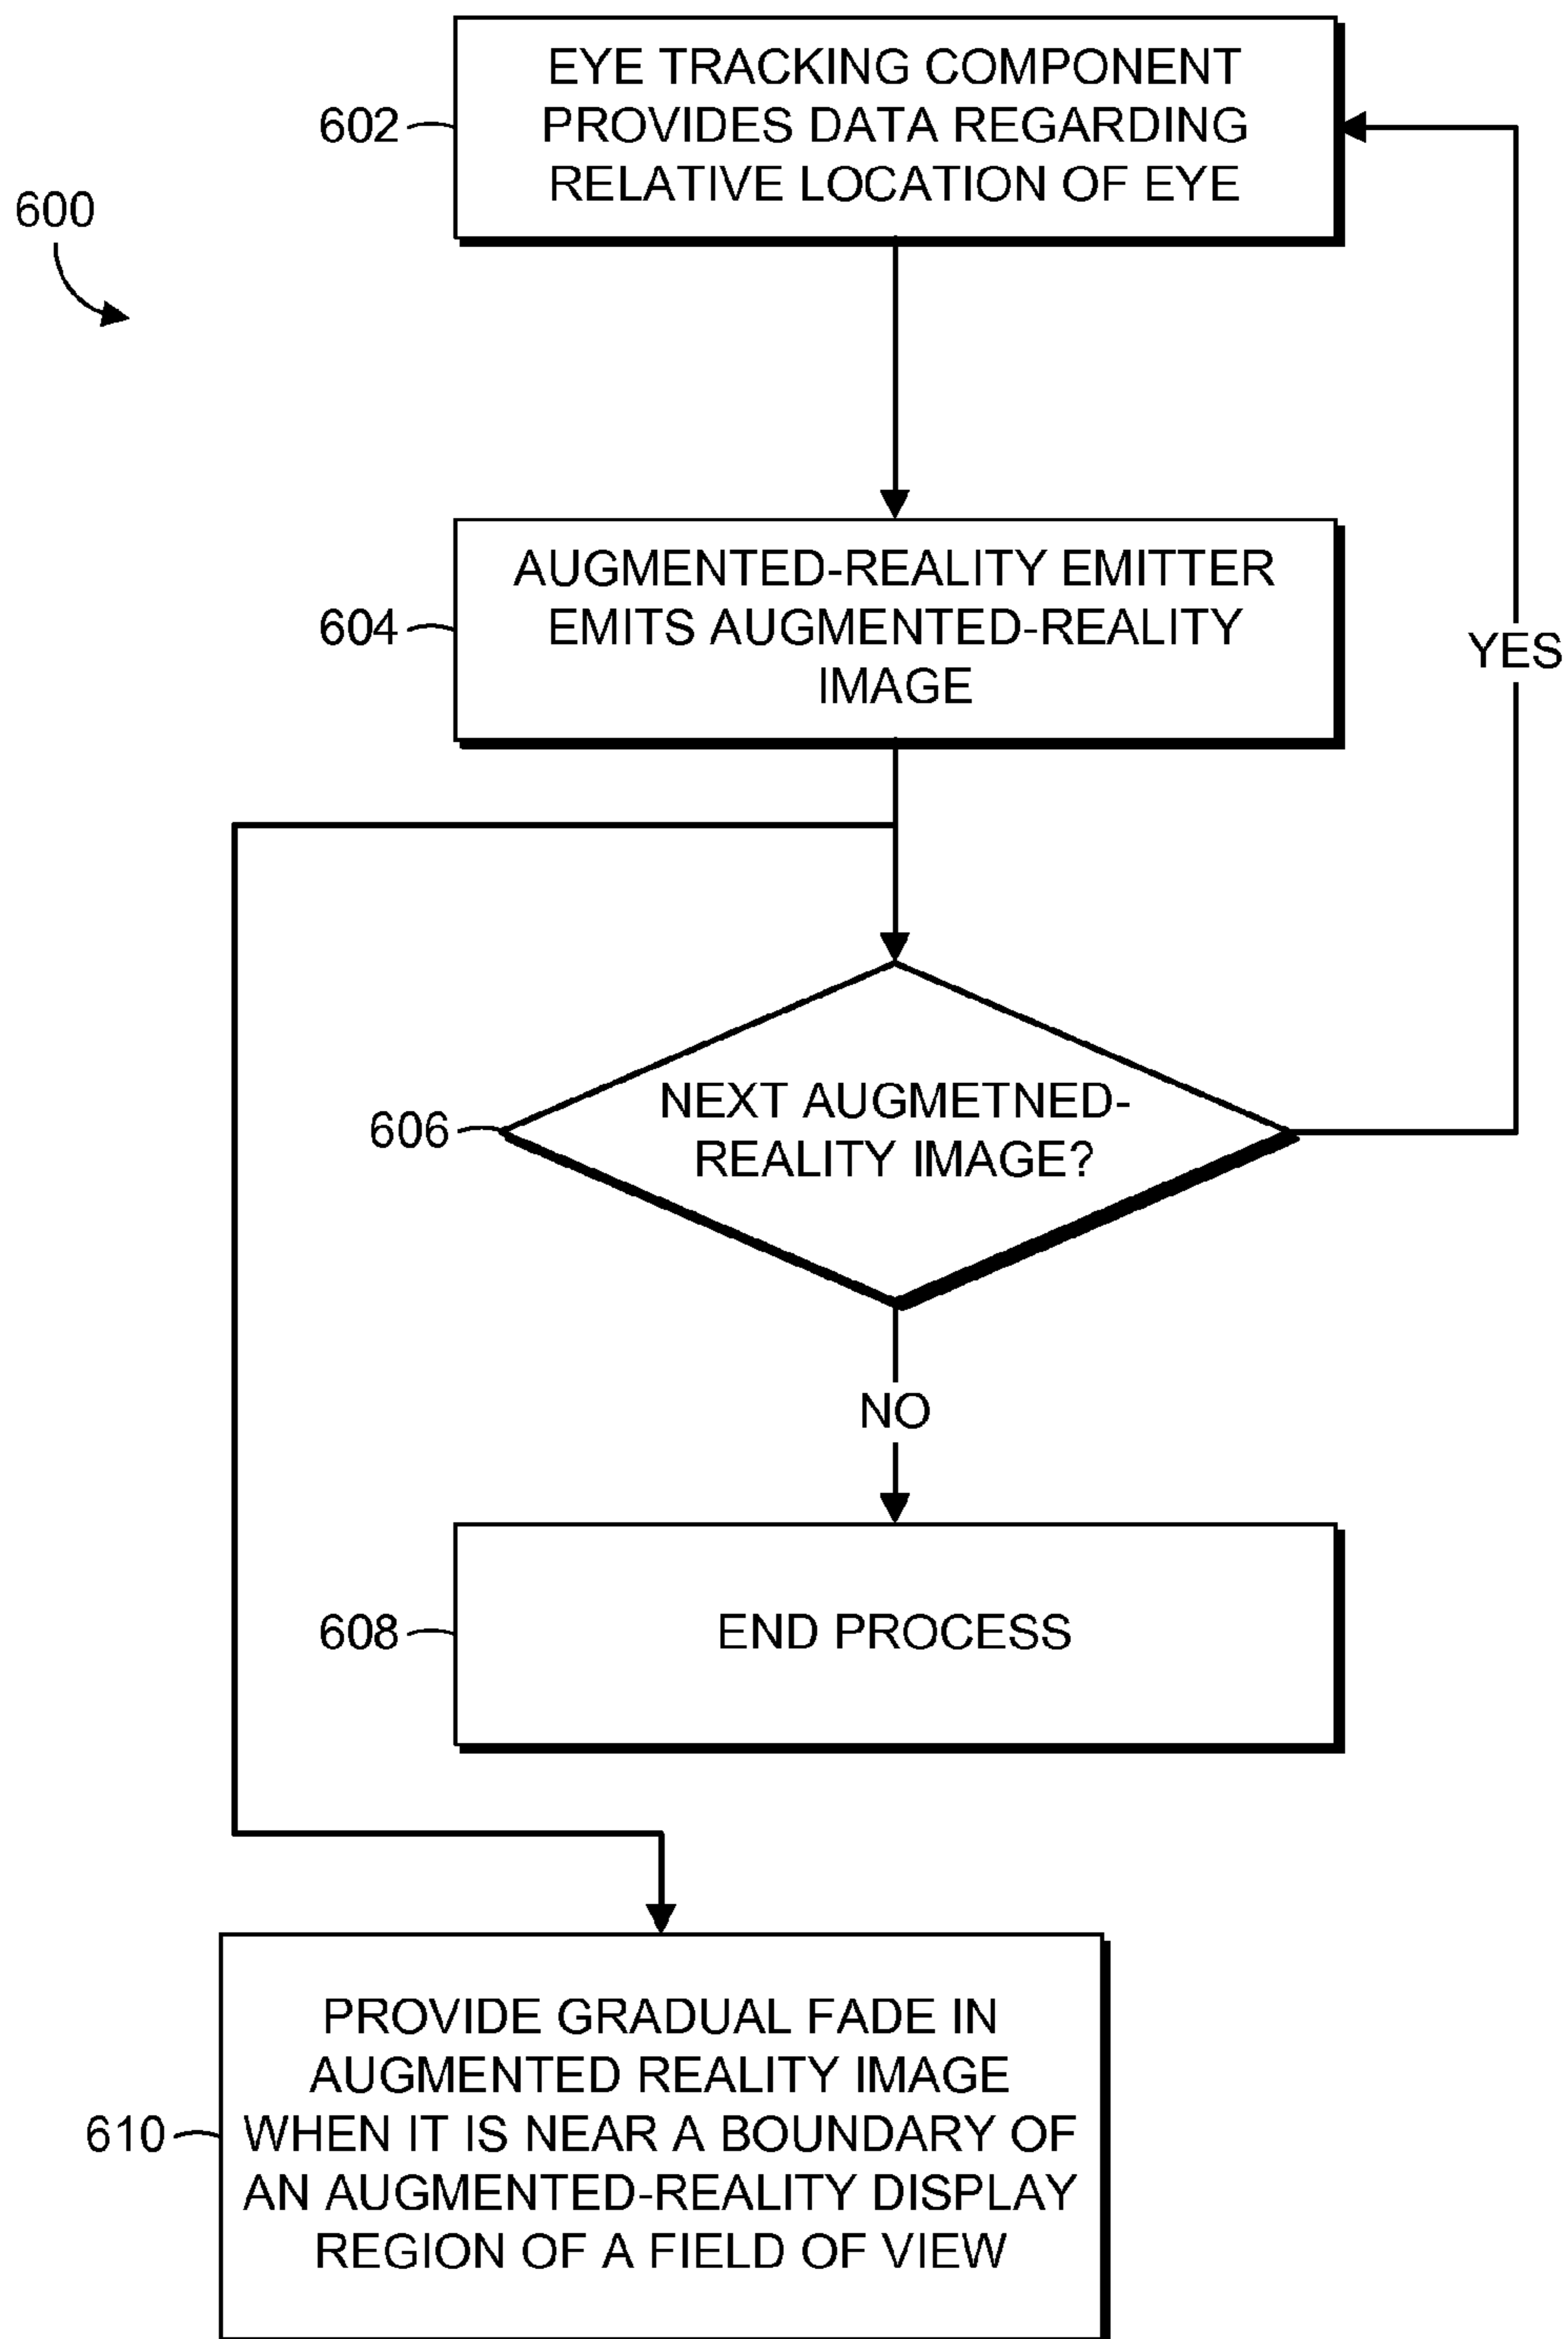 EYE TRACKING COMPONENT
PROVIDES DATA REGARDING
RELATIVE LOCATION OF EYE
602
600
AUGMENTED-REALITY EMITTER
EMITS AUGMENTED-REALITY
IMAGE
604
YES
NEXT AUGMETNED-
REALITY IMAGE?
606
NO
END PROCESS
608
PROVIDE GRADUAL FADE IN
AUGMENTED REALITY IMAGE
WHEN IT IS NEAR A BOUNDARY OF
AN AUGMENTED-REALITY DISPLAY
REGION OF A FIELD OF VIEW
610